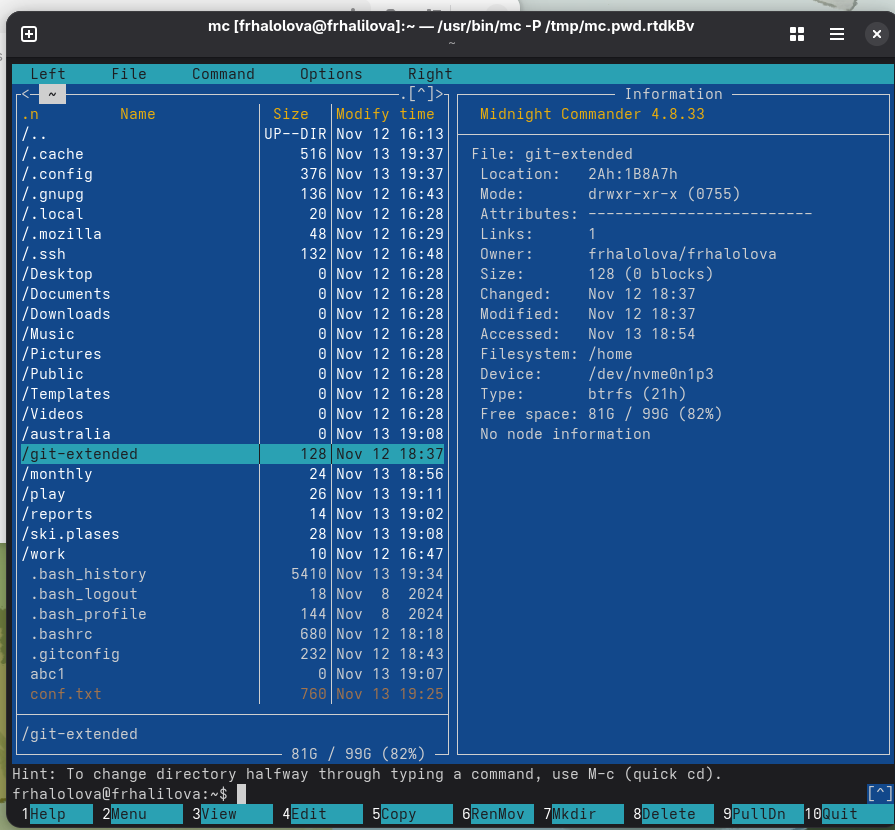 mc [frhalolova@frhalilova]:~ — /usr/bin/mc -P /tmp/mc.pwd.rtdkBv
~
Left File Command Options Right
<─ ~ ─.[^]>
.n Name Size Modify time
/.. UP--DIR Nov 12 16:13
/.cache 516 Nov 13 19:37
/.config 376 Nov 13 19:37
/.gnupg 136 Nov 12 16:43
/.local 20 Nov 12 16:28
/.mozilla 48 Nov 12 16:29
/.ssh 132 Nov 12 16:48
/Desktop 0 Nov 12 16:28
/Documents 0 Nov 12 16:28
/Downloads 0 Nov 12 16:28
/Music 0 Nov 12 16:28
/Pictures 0 Nov 12 16:28
/Public 0 Nov 12 16:28
/Templates 0 Nov 12 16:28
/Videos 0 Nov 12 16:28
/australia 0 Nov 13 19:08
/git-extended 128 Nov 12 18:37
/monthly 24 Nov 13 18:56
/play 26 Nov 13 19:11
/reports 14 Nov 13 19:02
/ski.plases 28 Nov 13 19:08
/work 10 Nov 12 16:47
.bash_history 5410 Nov 13 19:34
.bash_logout 18 Nov 8 2024
.bash_profile 144 Nov 8 2024
.bashrc 680 Nov 12 18:18
.gitconfig 232 Nov 12 18:43
abc1 0 Nov 13 19:07
conf.txt 760 Nov 13 19:25
/git-extended
81G / 99G (82%)
Information
Midnight Commander 4.8.33
File: git-extended
Location: 2Ah:1B8A7h
Mode: drwxr-xr-x (0755)
Attributes: -------------------------
Links: 1
Owner: frhalolova/frhalolova
Size: 128 (0 blocks)
Changed: Nov 12 18:37
Modified: Nov 12 18:37
Accessed: Nov 13 18:54
Filesystem: /home
Device: /dev/nvme0n1p3
Type: btrfs (21h)
Free space: 81G / 99G (82%)
No node information
Hint: To change directory halfway through typing a command, use M-c (quick cd).
frhalolova@frhalilova:~$ [^]
1Help 2Menu 3View 4Edit 5Copy 6RenMov 7Mkdir 8Delete 9PullDn 10Quit